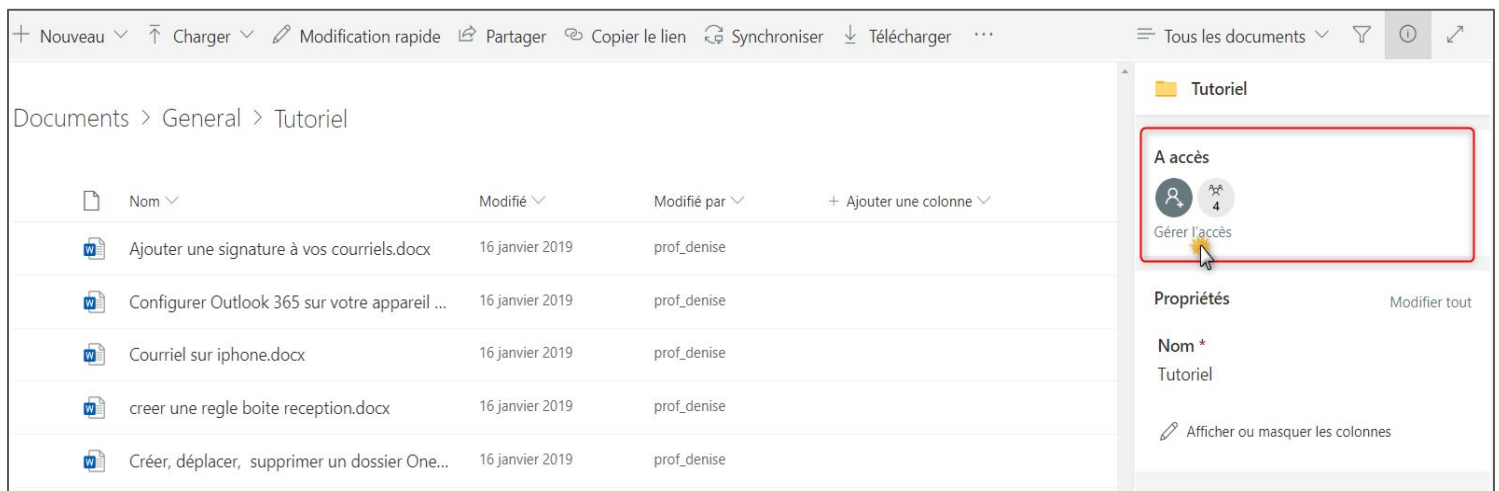 Nouveau Charger Modification rapide Partager Copier le lien Synchroniser Télécharger ... Tous les documents
Documents > General > Tutoriel
Nom Modifié Modifié par + Ajouter une colonne
Ajouter une signature à vos courriels.docx 16 janvier 2019 prof_denise
Configurer Outlook 365 sur votre appareil ... 16 janvier 2019 prof_denise
Courriel sur iphone.docx 16 janvier 2019 prof_denise
creer une regle boite reception.docx 16 janvier 2019 prof_denise
Créer, déplacer, supprimer un dossier One... 16 janvier 2019 prof_denise
Tutoriel
A accès
4
Gérer l'accès
Propriétés Modifier tout
Nom *
Tutoriel
Afficher ou masquer les colonnes